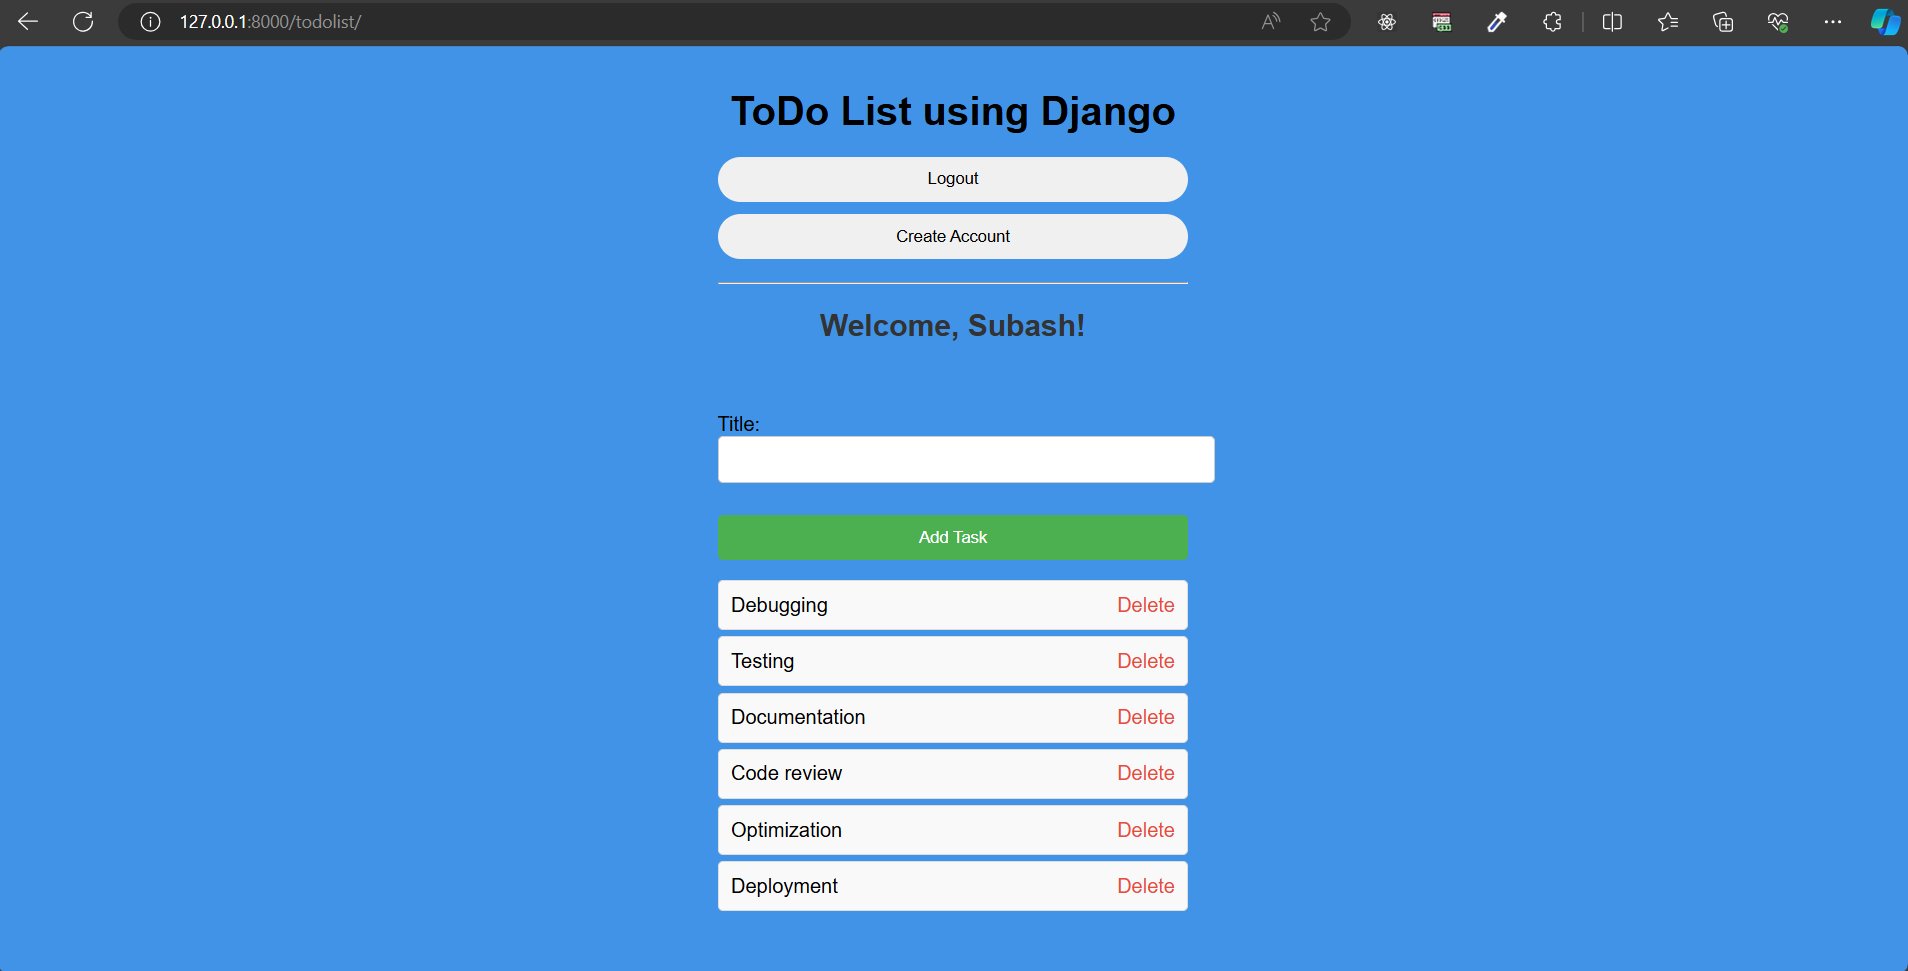 127.0.0.1:8000/todolist/
ToDo List using Django
Logout
Create Account
Welcome, Subash!
Title:
Add Task
Debugging Delete
Testing Delete
Documentation Delete
Code review Delete
Optimization Delete
Deployment Delete